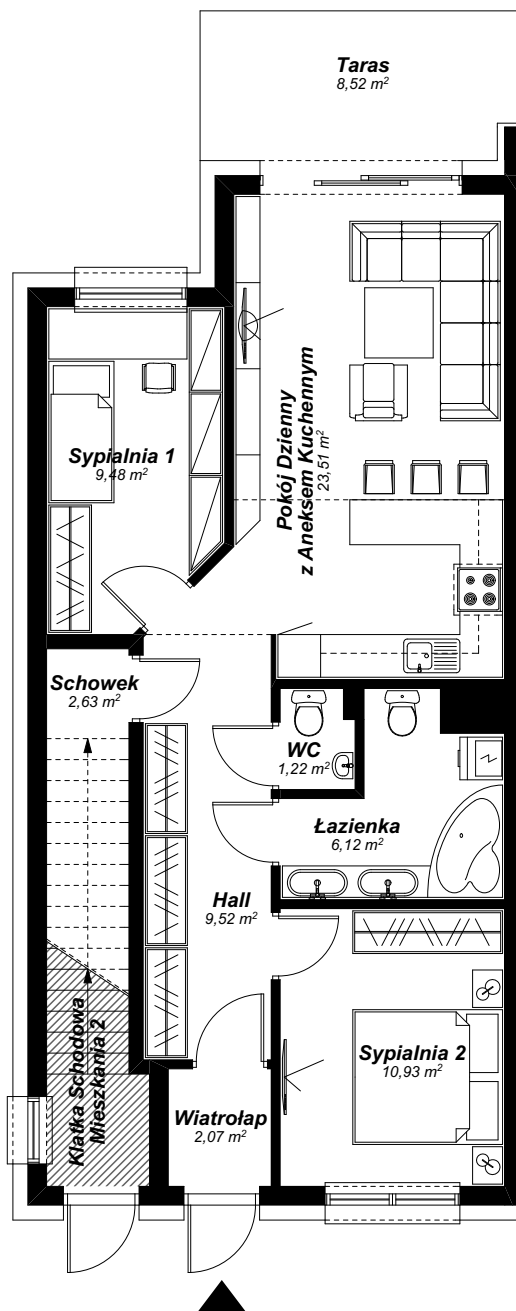 Taras
8,52 m²
Pokój Dzienny
z Aneksem Kuchennym
23,51 m²
Sypialnia 1
9,48 m²
Schowek
2,63 m²
WC
1,22 m²
Łazienka
6,12 m²
Hall
9,52 m²
Sypialnia 2
10,93 m²
Klatka Schodowa
Mieszkania 2
Wiatrołap
2,07 m²